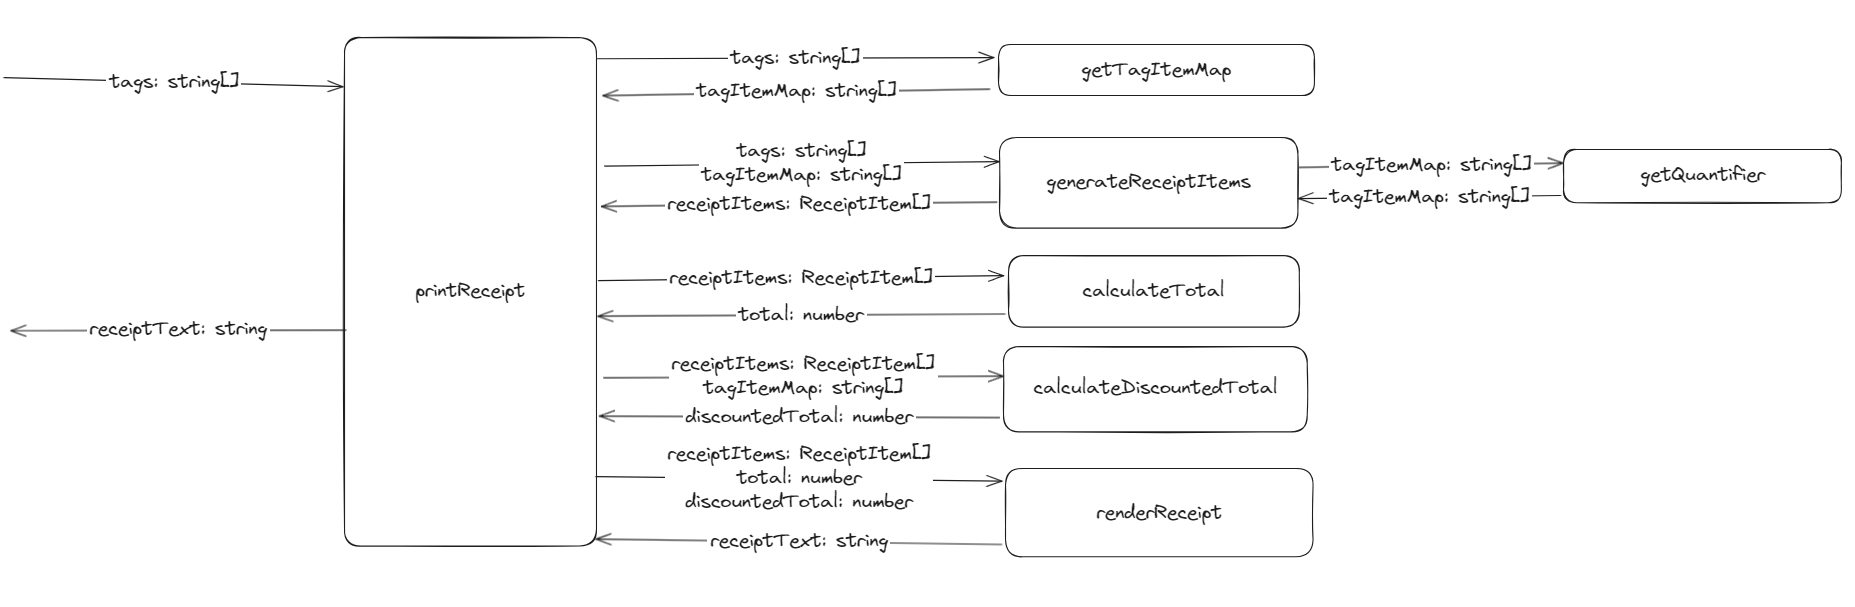 tags: string[]
receiptText: string
printReceipt
tags: string[]
tagItemMap: string[]
getTagItemMap
tags: string[]
tagItemMap: string[]
receiptItems: ReceiptItem[]
generateReceiptItems
tagItemMap: string[]
tagItemMap: string[]
getQuantifier
receiptItems: ReceiptItem[]
total: number
calculateTotal
receiptItems: ReceiptItem[]
tagItemMap: string[]
discountedTotal: number
calculateDiscountedTotal
receiptItems: ReceiptItem[]
total: number
discountedTotal: number
receiptText: string
renderReceipt